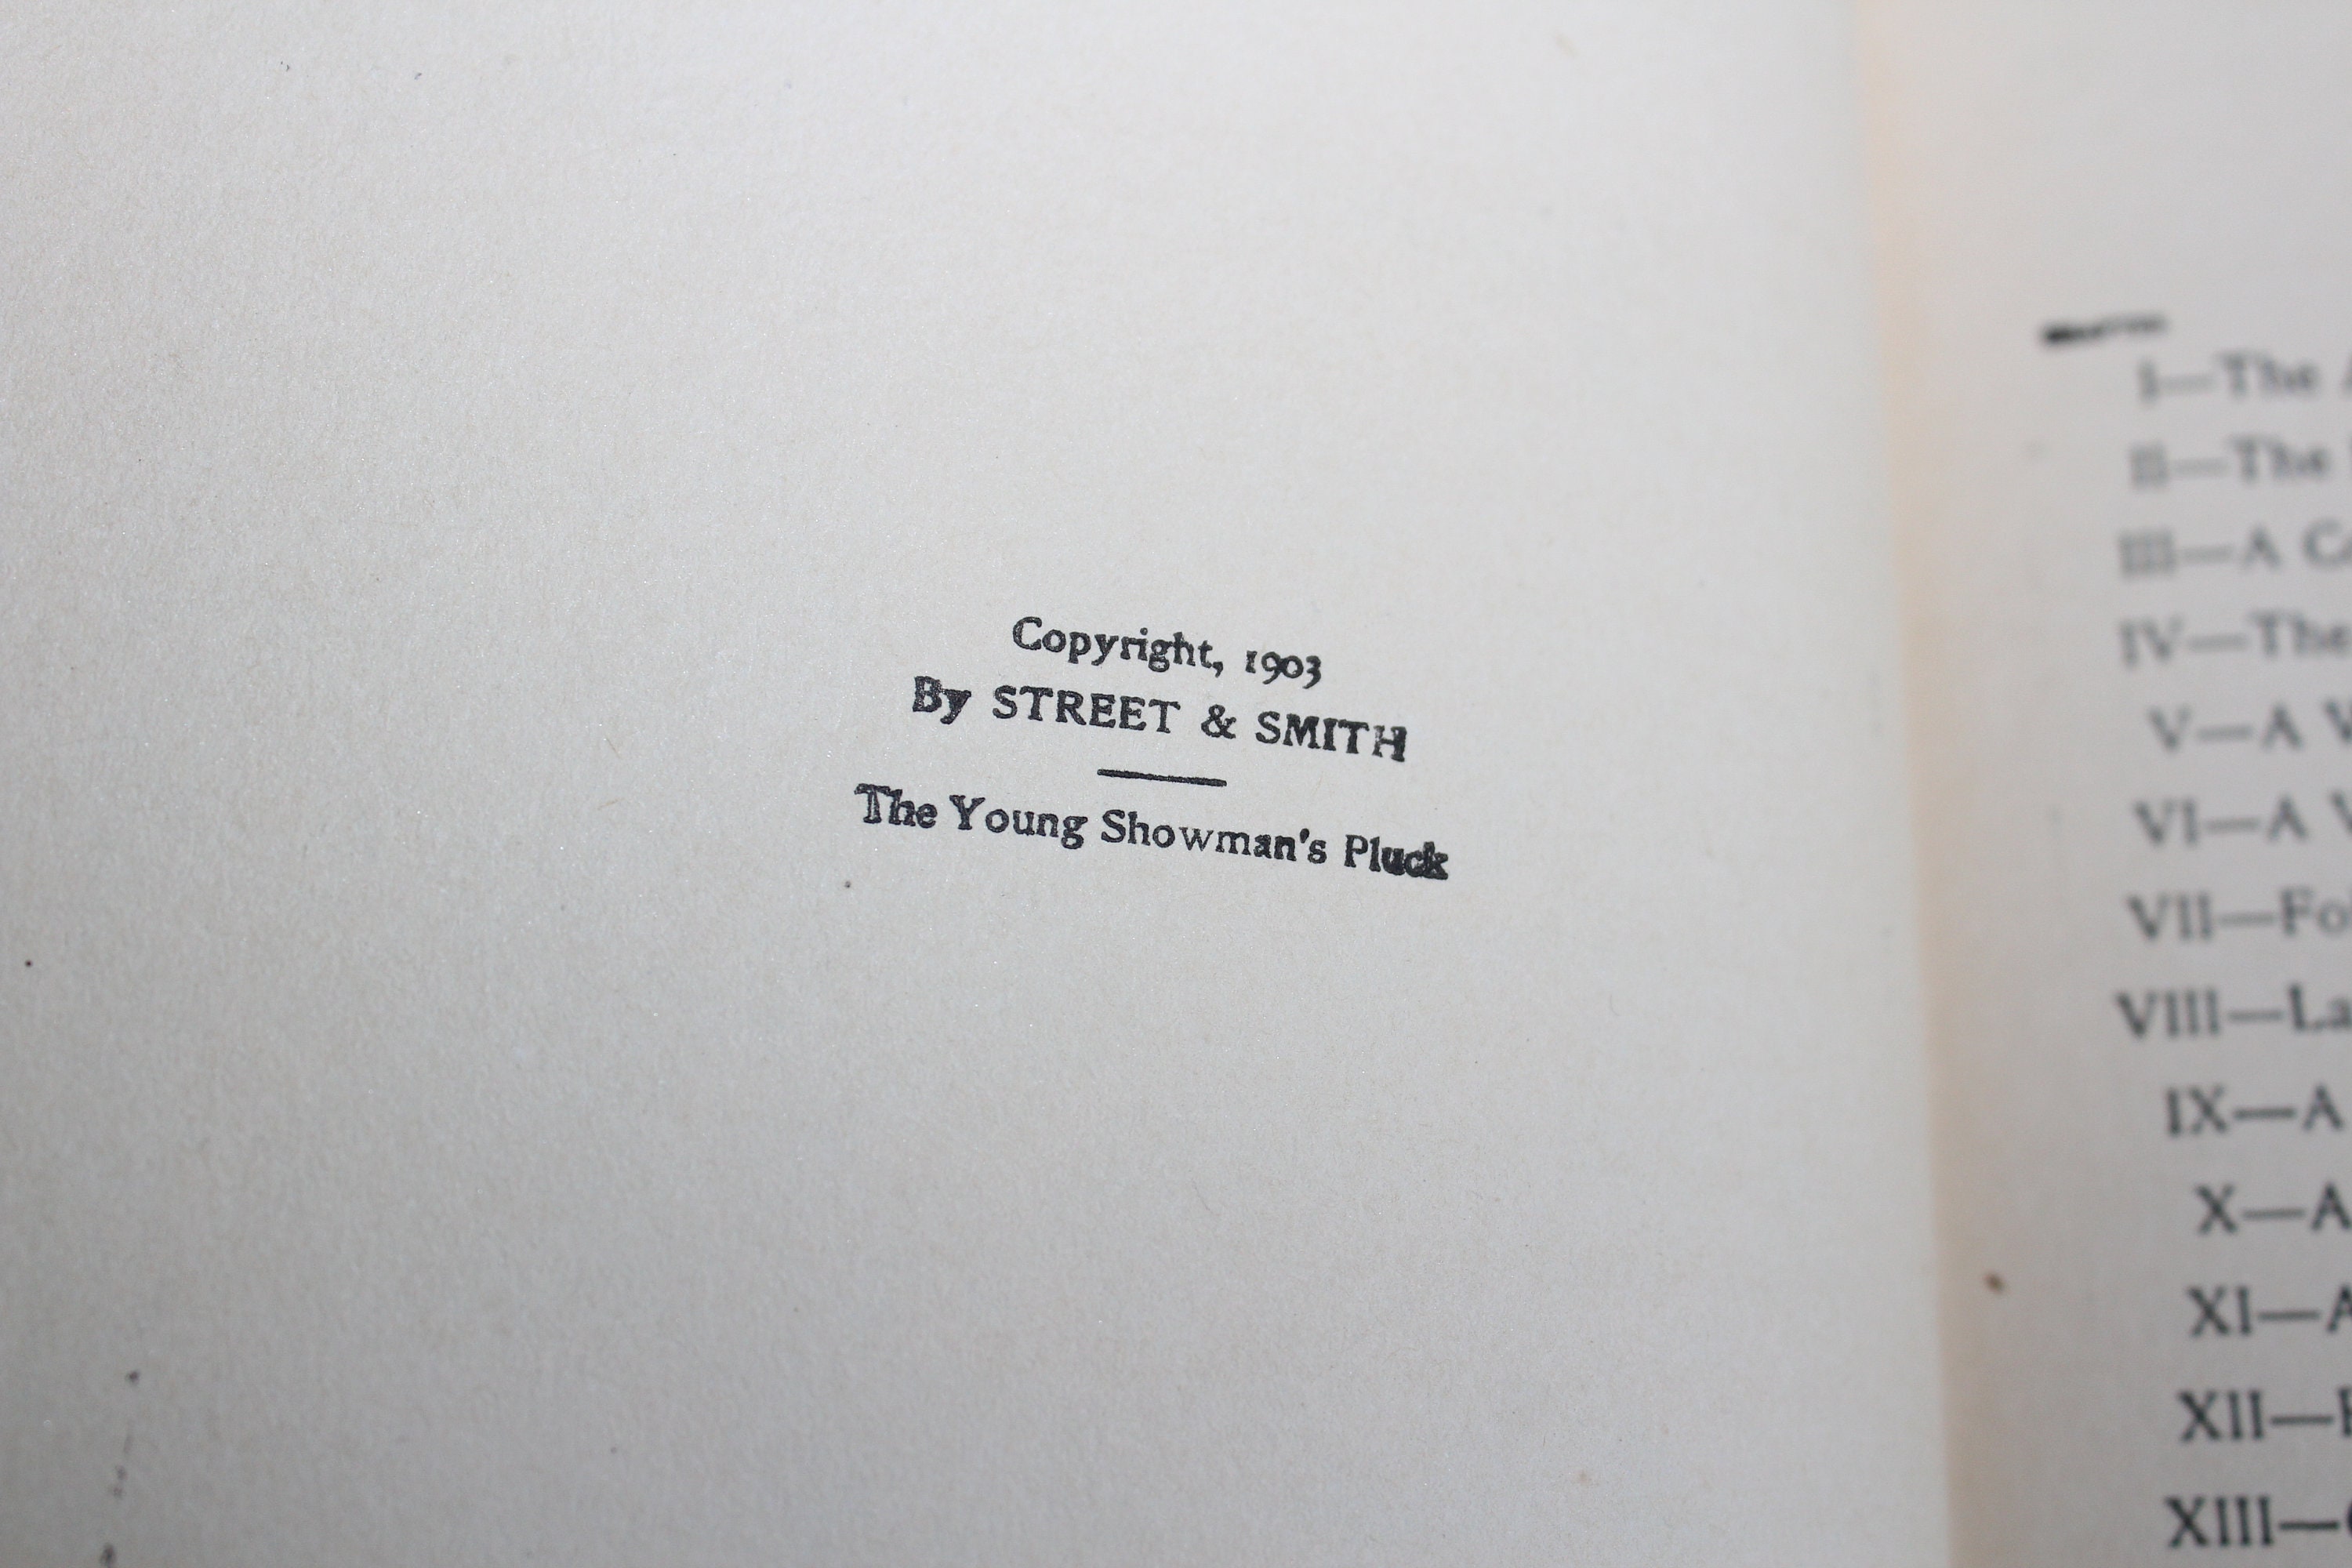 Copyright, 1903
By STREET & SMITH
The Young Showman's Pluck
I—The
II—The
III—A
IV—The
V—A
VI—A
VII—
VIII—
IX—A
X—A
XI—A
XII—
XIII—